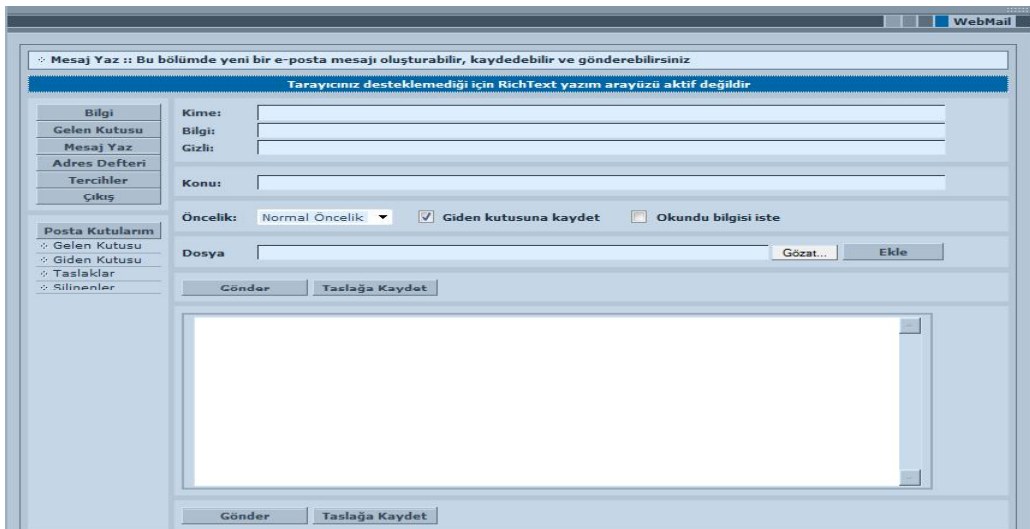 WebMail
Mesaj Yaz :: Bu bölümde yeni bir e-posta mesajı oluşturabilir, kaydedebilir ve gönderebilirsiniz
Tarayıcınız desteklemediği için RichText yazım arayüzü aktif değildir
Bilgi
Gelen Kutusu
Mesaj Yaz
Adres Defteri
Tercihler
Çıkış
Posta Kutularım
Gelen Kutusu
Giden Kutusu
Taslaklar
Silinenler
Kime:
Bilgi:
Gizli:
Konu:
Öncelik: Normal Öncelik Giden kutusuna kaydet Okundu bilgisi iste
Dosya Gözat... Ekle
Gönder Taslağa Kaydet
Gönder Taslağa Kaydet